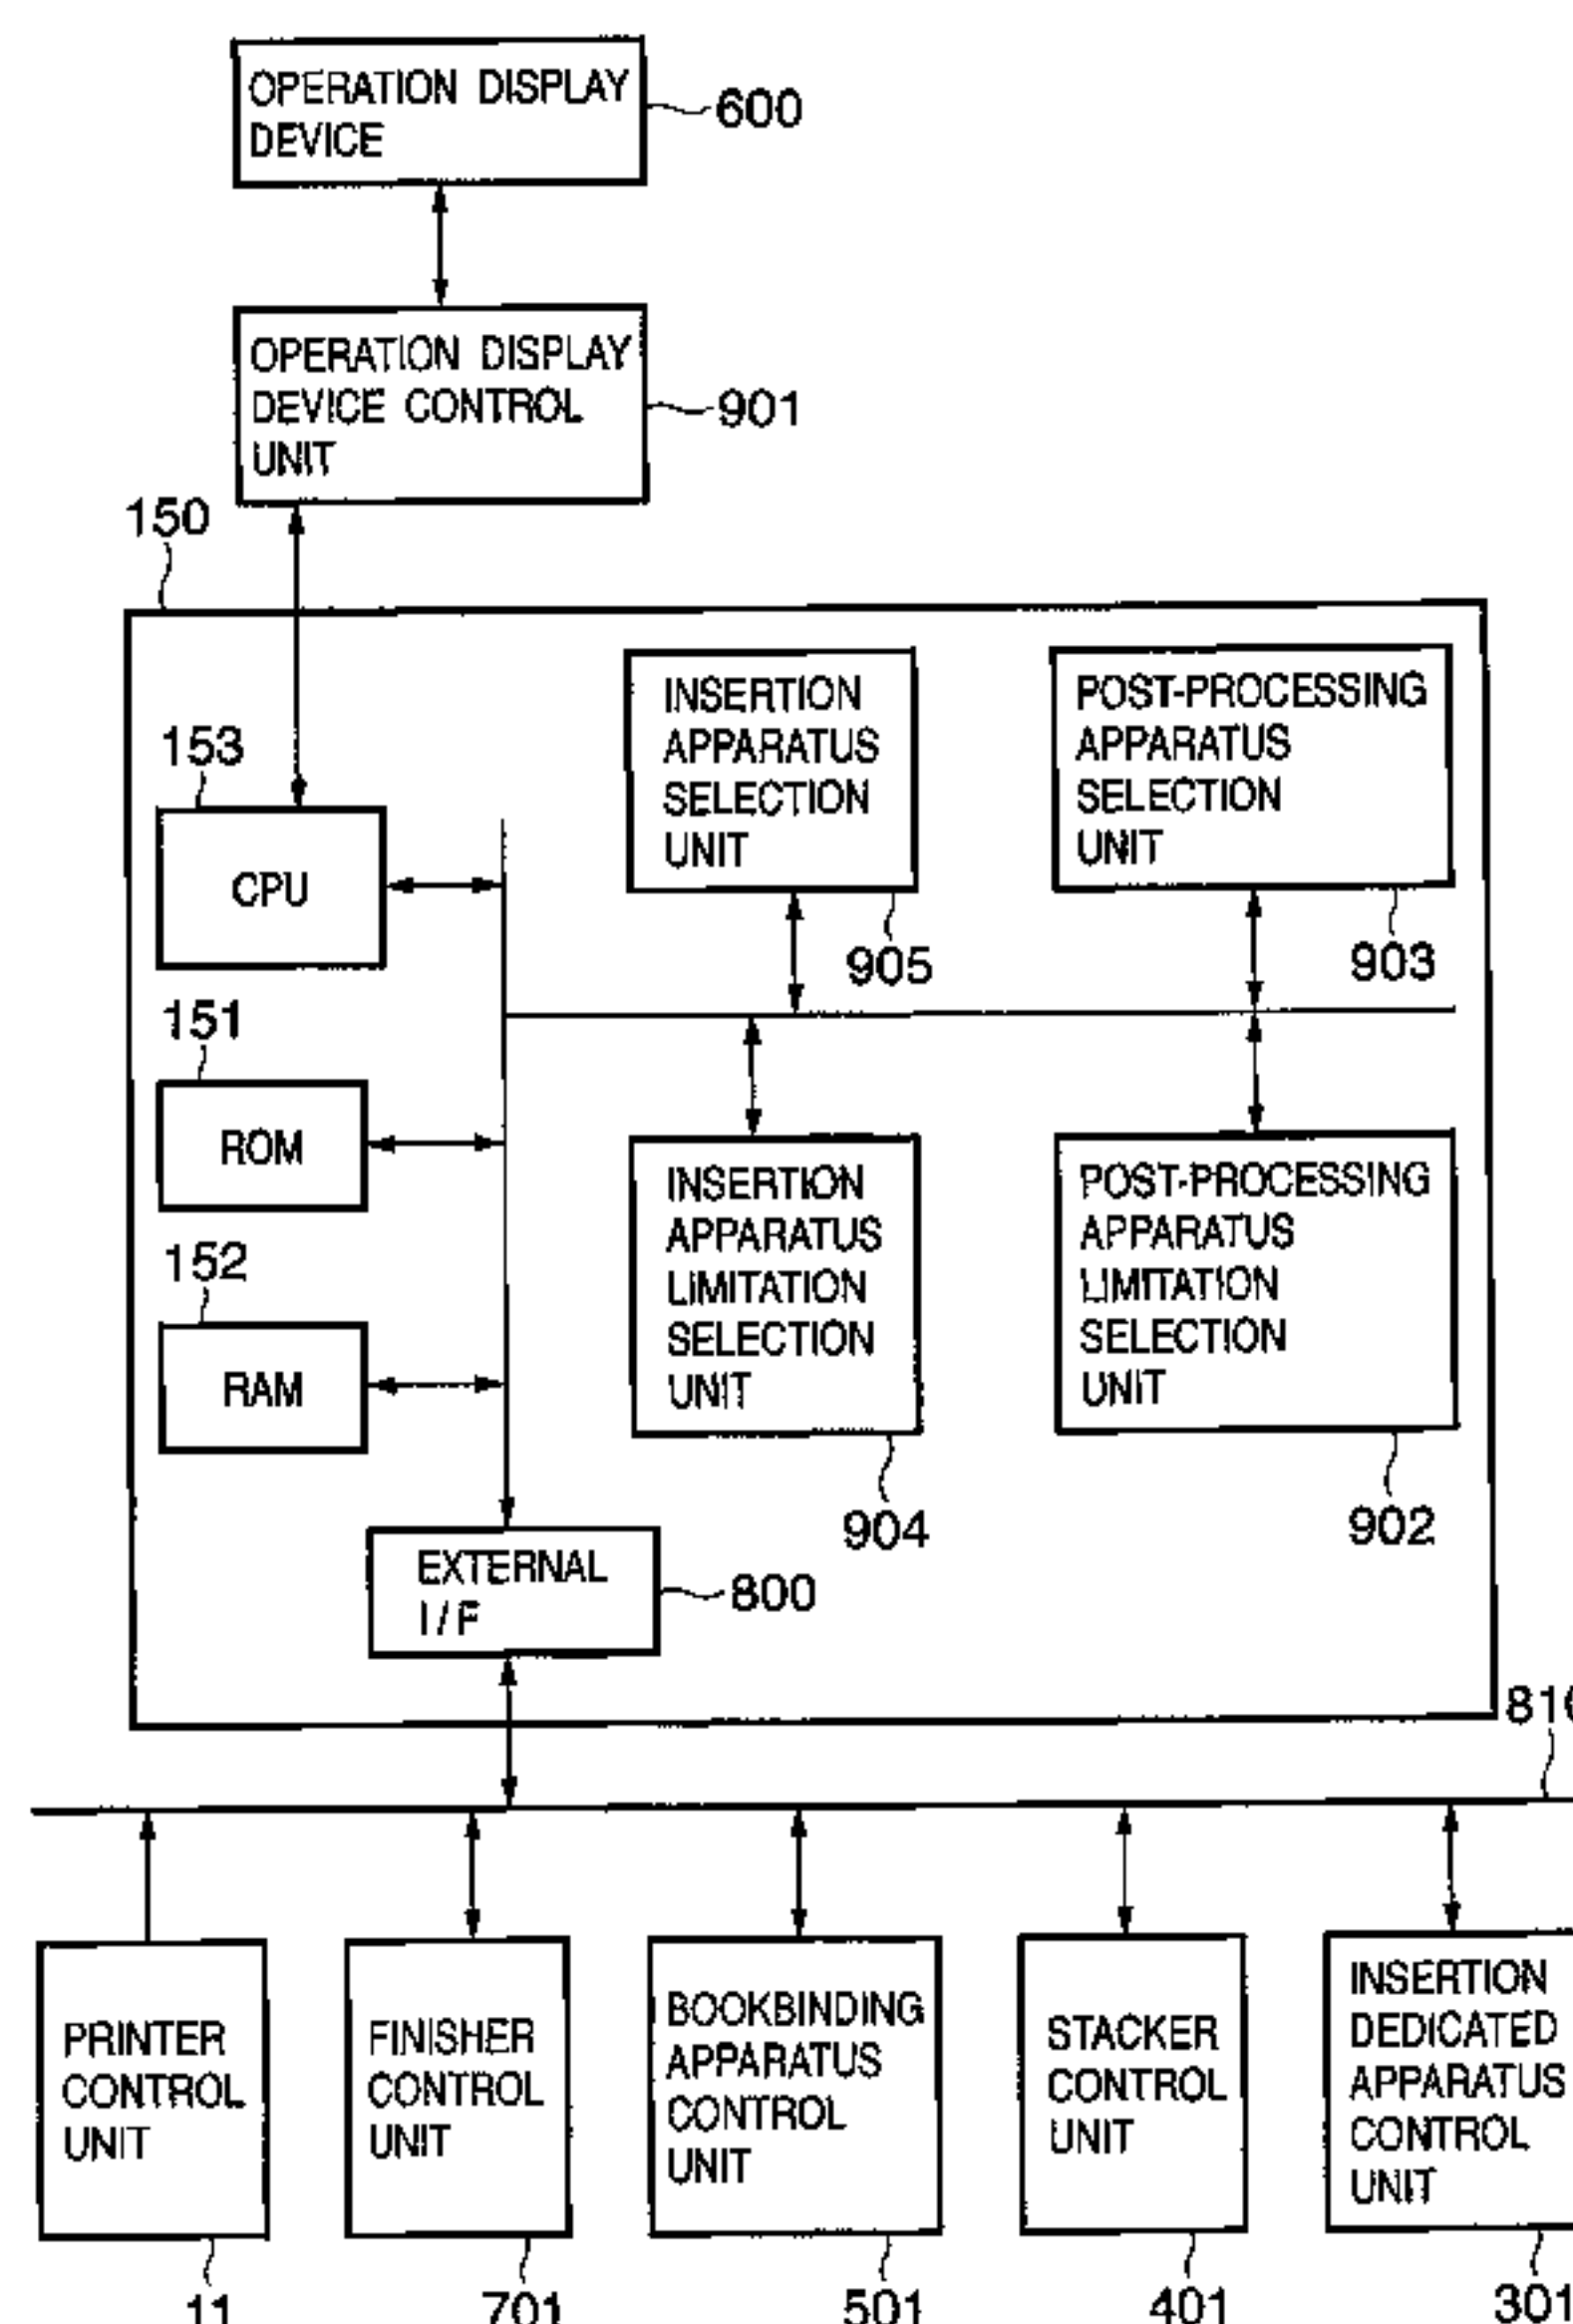 OPERATION DISPLAY
DEVICE
600
OPERATION DISPLAY
DEVICE CONTROL
UNIT
901
150
153
CPU
INSERTION
APPARATUS
SELECTION
UNIT
905
POST-PROCESSING
APPARATUS
SELECTION
UNIT
903
151
ROM
152
RAM
INSERTION
APPARATUS
LIMITATION
SELECTION
UNIT
904
POST-PROCESSING
APPARATUS
LIMITATION
SELECTION
UNIT
902
EXTERNAL
I/F
800
PRINTER
CONTROL
UNIT
11
FINISHER
CONTROL
UNIT
701
BOOKBINDING
APPARATUS
CONTROL
UNIT
501
STACKER
CONTROL
UNIT
401
INSERTION
DEDICATED
APPARATUS
CONTROL
UNIT
301